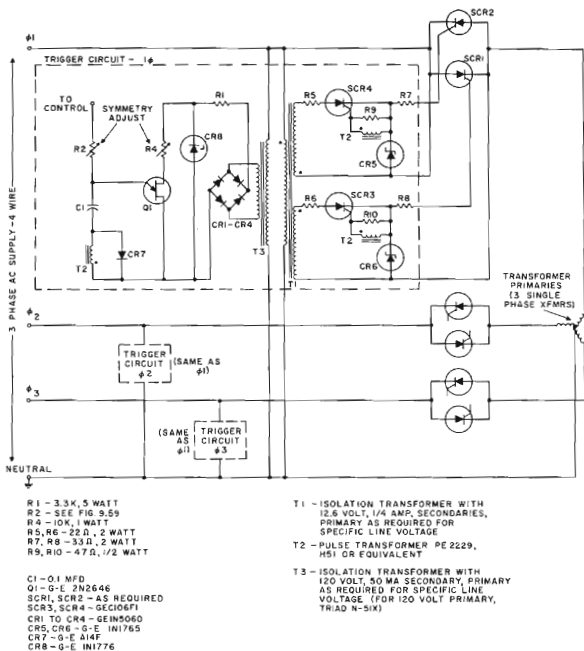 SCR2
φ1
SCR1
TRIGGER CIRCUIT - 1φ
TO
CONTROL
SYMMETRY
ADJUST
R1
R5
SCR4
R7
R9
T2
R2
R4
CR8
CR5
Q1
C1
CR1-CR4
T3
R6
SCR3
R8
R10
T2
CR7
T2
CR6
T1
3 PHASE AC SUPPLY-4 WIRE
TRANSFORMER
PRIMARIES
(3 SINGLE
PHASE XFMRS)
φ2
TRIGGER
CIRCUIT
φ2
(SAME AS
φ1)
φ3
(SAME
AS
φ1)
TRIGGER
CIRCUIT
φ3
NEUTRAL
R1 - 3.3K, 5 WATT
R2 - SEE FIG. 9.59
R4 - 10K, 1 WATT
R5, R6 - 22Ω, 2 WATT
R7, R8 - 33Ω, 2 WATT
R9, R10 - 47Ω, 1/2 WATT
C1 - 0.1 MFD
Q1 - G-E 2N2646
SCR1, SCR2 - AS REQUIRED
SCR3, SCR4 - GEC106F1
CR1 TO CR4 - GEIN5060
CR5, CR6 - G-E IN1765
CR7 - G-E A14F
CR8 - G-E IN1776
T1 - ISOLATION TRANSFORMER WITH
12.6 VOLT, 1/4 AMP, SECONDARIES,
PRIMARY AS REQUIRED FOR
SPECIFIC LINE VOLTAGE
T2 - PULSE TRANSFORMER PE 2229,
H51 OR EQUIVALENT
T3 - ISOLATION TRANSFORMER WITH
120 VOLT, 50 MA SECONDARY, PRIMARY
AS REQUIRED FOR SPECIFIC LINE
VOLTAGE (FOR 120 VOLT PRIMARY,
TRIAD N-51X)